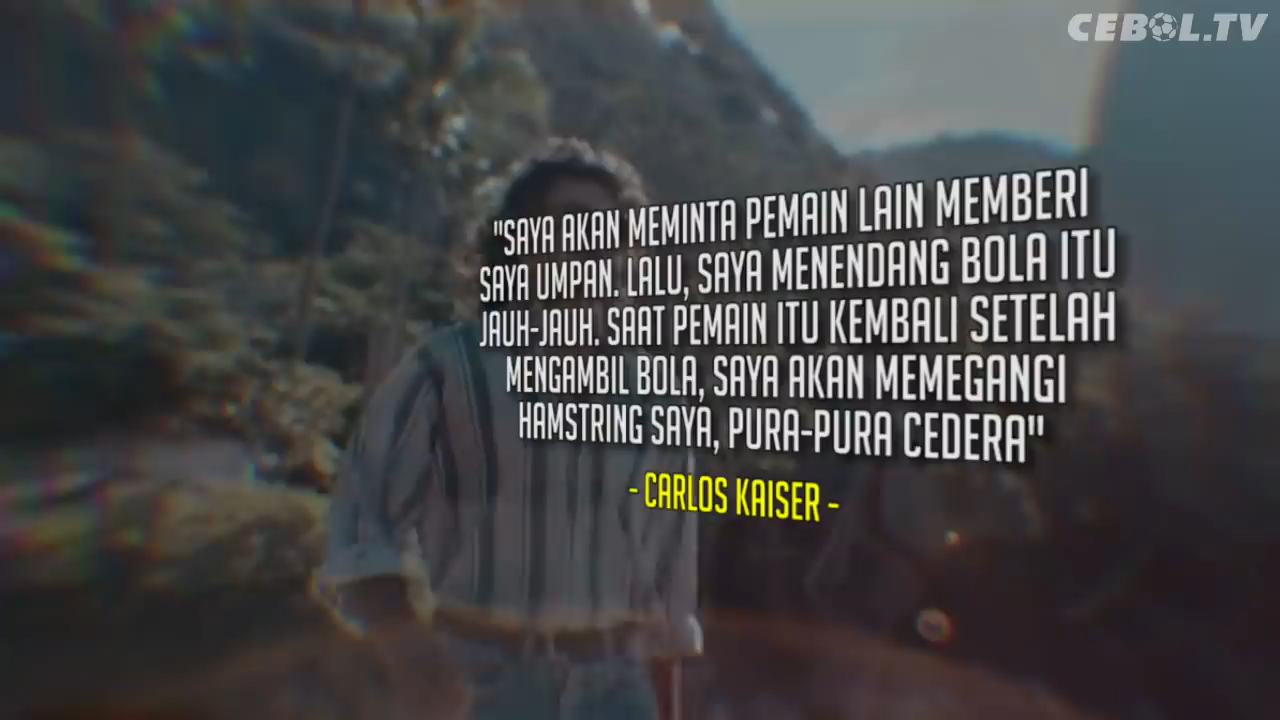 CEBOL.TV
"SAYA AKAN MEMINTA PEMAIN LAIN MEMBERI
SAYA UMPAN. LALU, SAYA MENENDANG BOLA ITU
JAUH-JAUH. SAAT PEMAIN ITU KEMBALI SETELAH
MENGAMBIL BOLA, SAYA AKAN MEMEGANGI
HAMSTRING SAYA, PURA-PURA CEDERA"
- CARLOS KAISER -